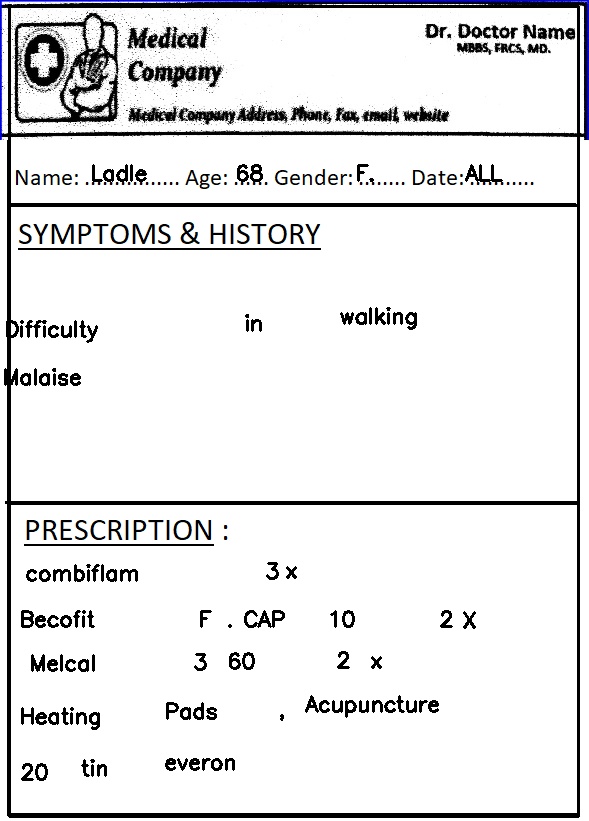 Medical
Company
Dr. Doctor Name
MBBS, FRCS, MD.
Medical Company Address, Phone, Fax, email, website
Name: ...Ladle............ Age: ..68.... Gender: F........ Date: ALL...........
SYMPTOMS & HISTORY
Difficulty in walking
Malaise
PRESCRIPTION :
combiflam 3 x
Becofit F . CAP 10 2 X
Melcal 3 60 2 x
Heating Pads , Acupuncture
20 tin everon